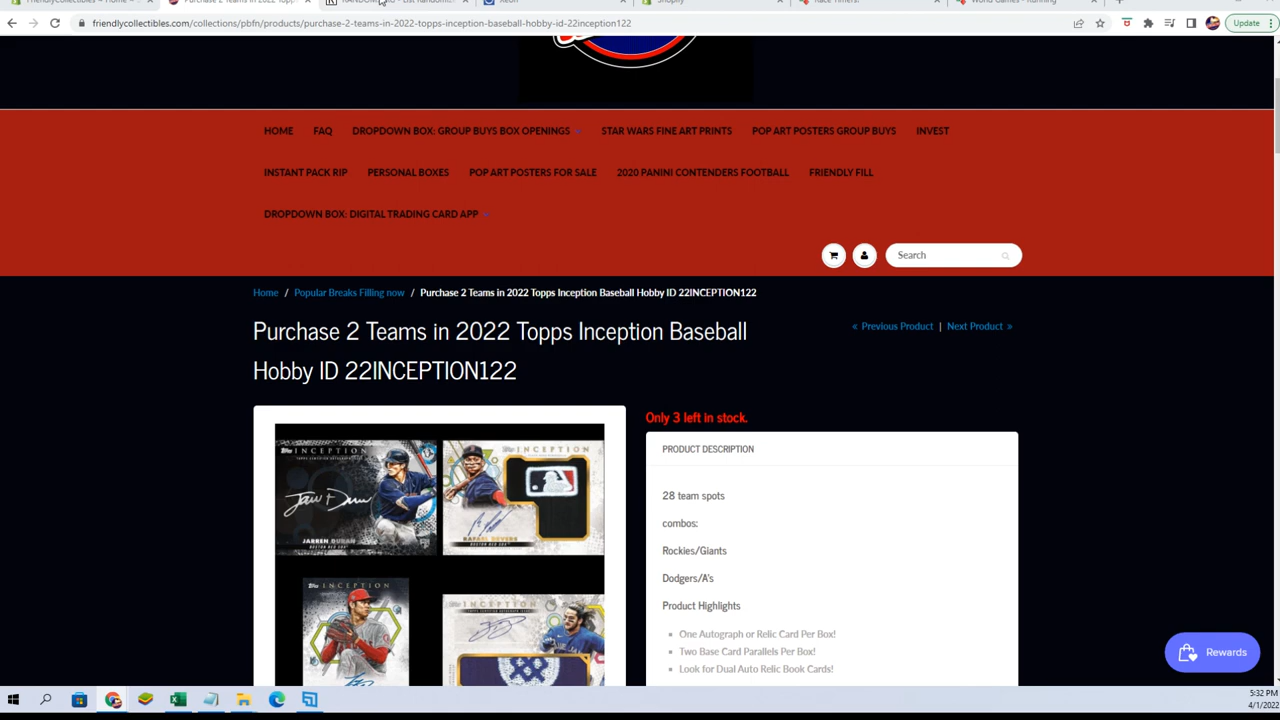 friendlycollectibles.com/collections/pbfn/products/purchase-2-teams-in-2022-topps-inception-baseball-hobby-id-22inception122
Update
HOME
FAQ
DROPDOWN BOX: GROUP BUYS BOX OPENINGS
STAR WARS FINE ART PRINTS
POP ART POSTERS GROUP BUYS
INVEST
INSTANT PACK RIP
PERSONAL BOXES
POP ART POSTERS FOR SALE
2020 PANINI CONTENDERS FOOTBALL
FRIENDLY FILL
DROPDOWN BOX: DIGITAL TRADING CARD APP
Search
Home / Popular Breaks Filling now / Purchase 2 Teams in 2022 Topps Inception Baseball Hobby ID 22INCEPTION122
Purchase 2 Teams in 2022 Topps Inception Baseball
Hobby ID 22INCEPTION122
« Previous Product | Next Product »
Only 3 left in stock.
PRODUCT DESCRIPTION
28 team spots
combos:
Rockies/Giants
Dodgers/A's
Product Highlights
One Autograph or Relic Card Per Box!
Two Base Card Parallels Per Box!
Look for Dual Auto Relic Book Cards!
INCEPTION
JARREN DURAN
BOSTON RED SOX
INCEPTION
RAFAEL DEVERS
BOSTON RED SOX
INCEPTION
INCEPTION
Rewards
5:32 PM
4/1/2022